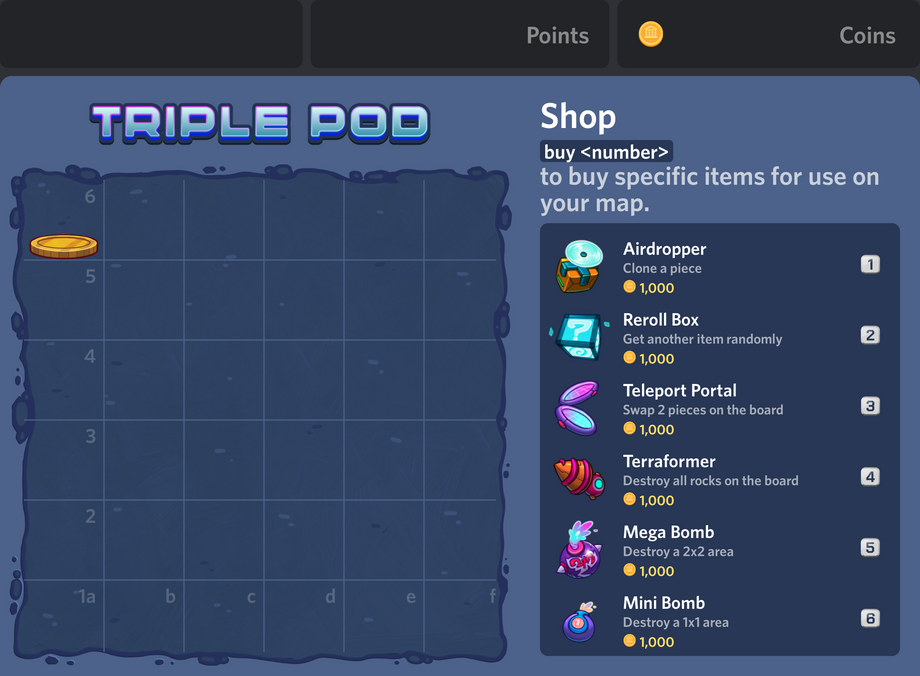 Points
Coins
TRIPLE POD
Shop
buy <number>
to buy specific items for use on
your map.
6
5
4
3
2
1a b c d e f
Airdropper
Clone a piece
1,000
1
Reroll Box
Get another item randomly
1,000
2
Teleport Portal
Swap 2 pieces on the board
1,000
3
Terraformer
Destroy all rocks on the board
1,000
4
Mega Bomb
Destroy a 2x2 area
1,000
5
Mini Bomb
Destroy a 1x1 area
1,000
6